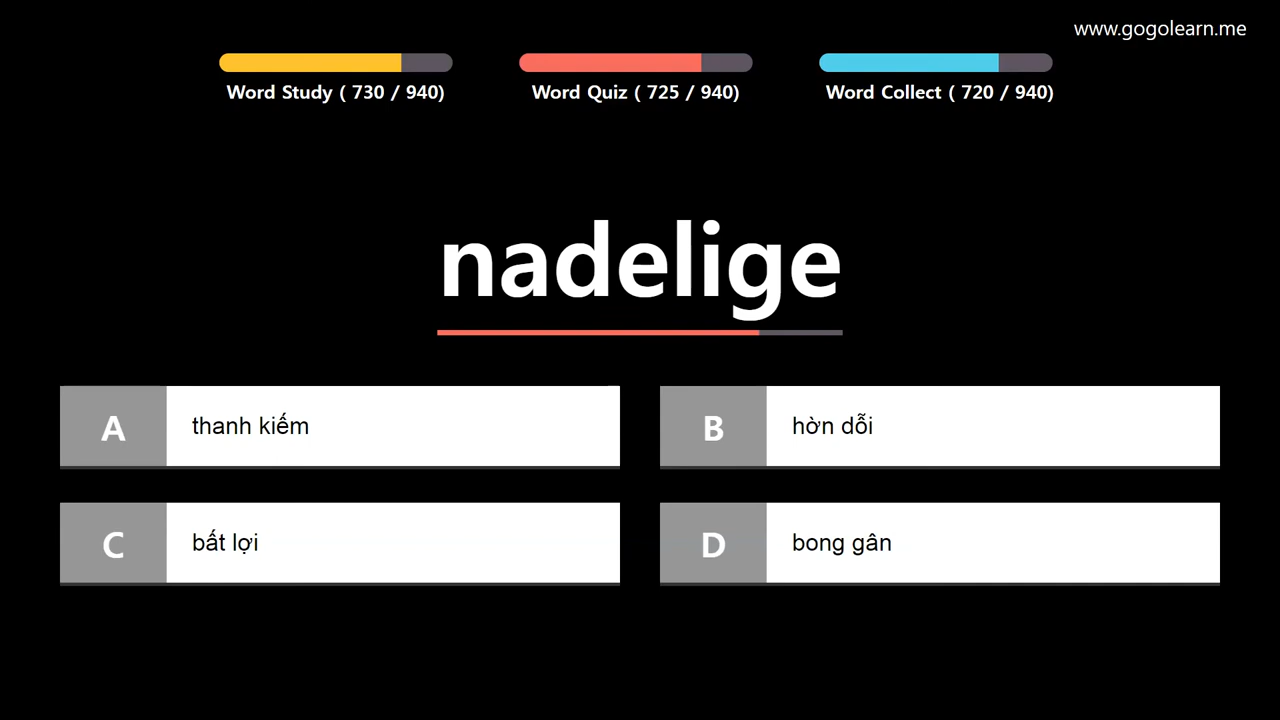 www.gogolearn.me
Word Study ( 730 / 940)
Word Quiz ( 725 / 940)
Word Collect ( 720 / 940)
nadelige
A
thanh kiếm
B
hờn dỗi
C
bất lợi
D
bong gân